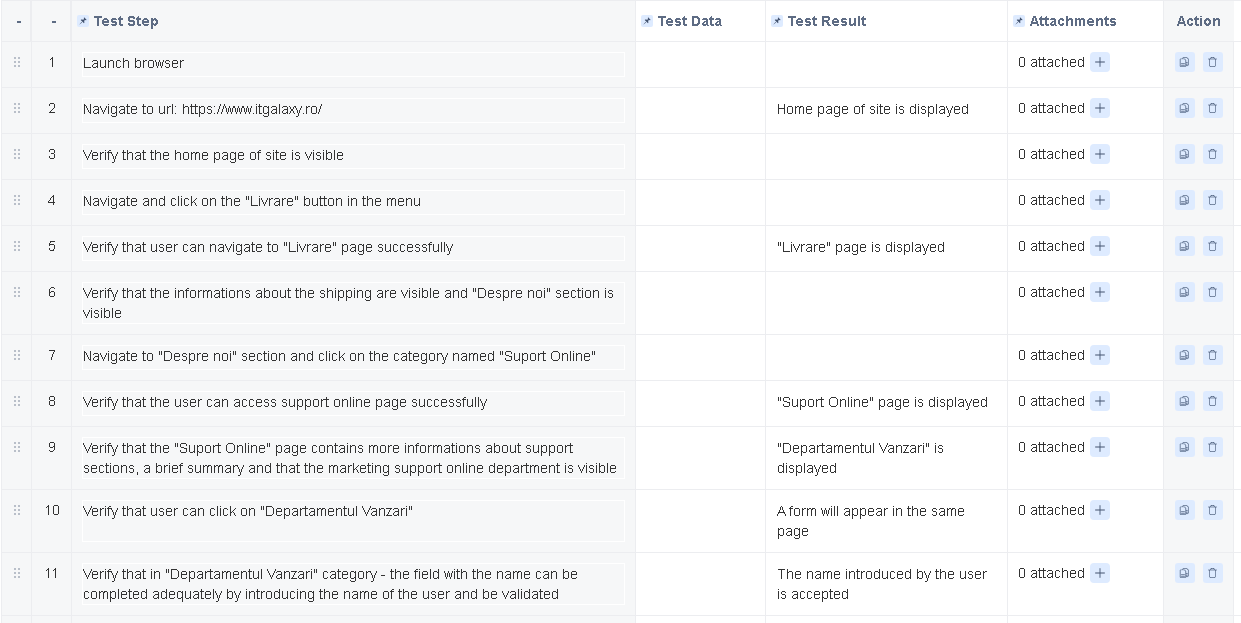 - - Test Step Test Data Test Result Attachments Action
1 Launch browser 0 attached
2 Navigate to url: https://www.itgalaxy.ro/ Home page of site is displayed 0 attached
3 Verify that the home page of site is visible 0 attached
4 Navigate and click on the "Livrare" button in the menu 0 attached
5 Verify that user can navigate to "Livrare" page successfully "Livrare" page is displayed 0 attached
6 Verify that the informations about the shipping are visible and "Despre noi" section is 0 attached
visible
7 Navigate to "Despre noi" section and click on the category named "Suport Online" 0 attached
8 Verify that the user can access support online page successfully "Suport Online" page is displayed 0 attached
9 Verify that the "Suport Online" page contains more informations about support "Departamentul Vanzari" is 0 attached
sections, a brief summary and that the marketing support online department is visible displayed
10 Verify that user can click on "Departamentul Vanzari" A form will appear in the same 0 attached
page
11 Verify that in "Departamentul Vanzari" category - the field with the name can be The name introduced by the user 0 attached
completed adequately by introducing the name of the user and be validated is accepted